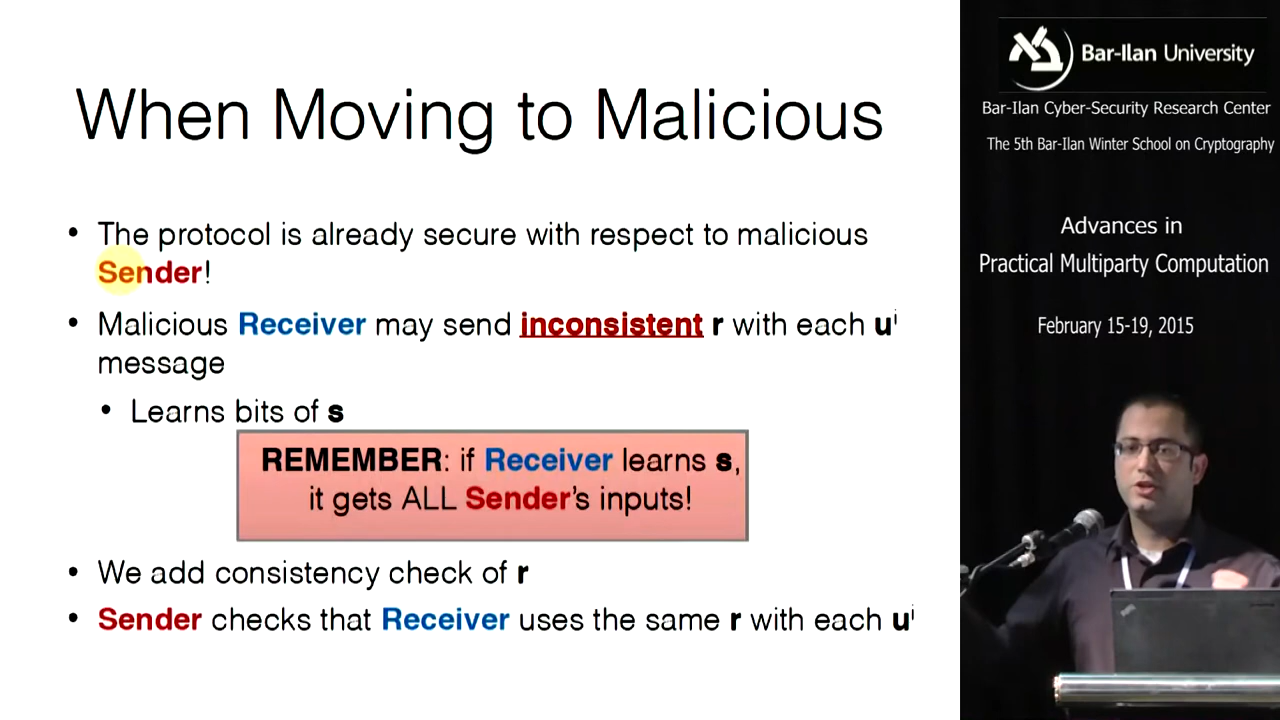 When Moving to Malicious
• The protocol is already secure with respect to malicious
Sender!
• Malicious Receiver may send inconsistent r with each uⁱ
message
• Learns bits of s
REMEMBER: if Receiver learns s,
it gets ALL Sender's inputs!
• We add consistency check of r
• Sender checks that Receiver uses the same r with each uⁱ
Bar-Ilan University
Bar-Ilan Cyber-Security Research Center
The 5th Bar-Ilan Winter School on Cryptography
Advances in
Practical Multiparty Computation
February 15-19, 2015